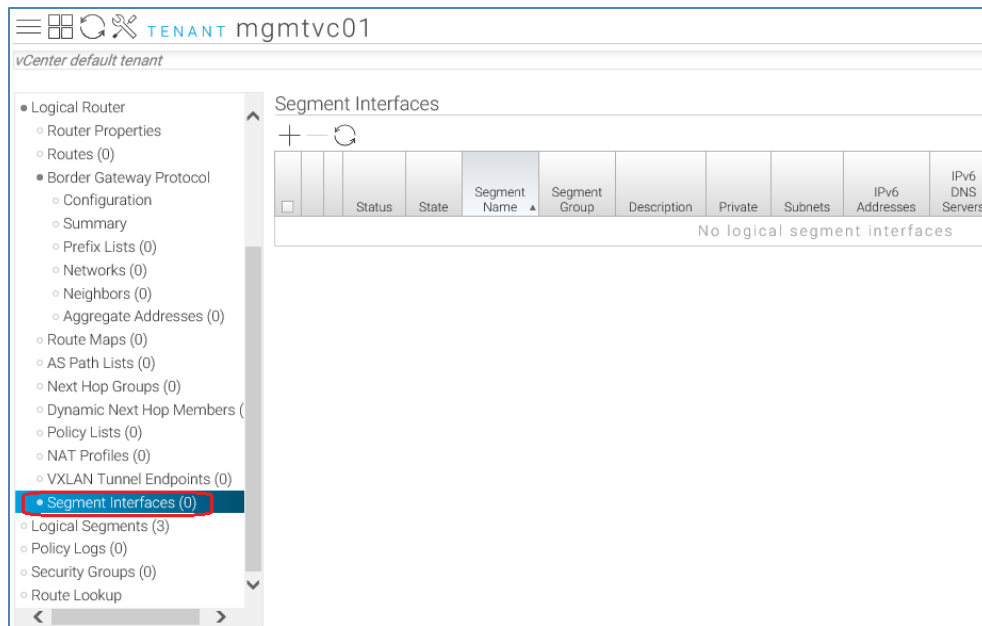 TENANT mgmtvc01
vCenter default tenant
Logical Router
Router Properties
Routes (0)
Border Gateway Protocol
Configuration
Summary
Prefix Lists (0)
Networks (0)
Neighbors (0)
Aggregate Addresses (0)
Route Maps (0)
AS Path Lists (0)
Next Hop Groups (0)
Dynamic Next Hop Members (
Policy Lists (0)
NAT Profiles (0)
VXLAN Tunnel Endpoints (0)
Segment Interfaces (0)
Logical Segments (3)
Policy Logs (0)
Security Groups (0)
Route Lookup
Segment Interfaces
Status
State
Segment
Name
Segment
Group
Description
Private
Subnets
IPv6
Addresses
IPv6
DNS
Servers
No logical segment interfaces